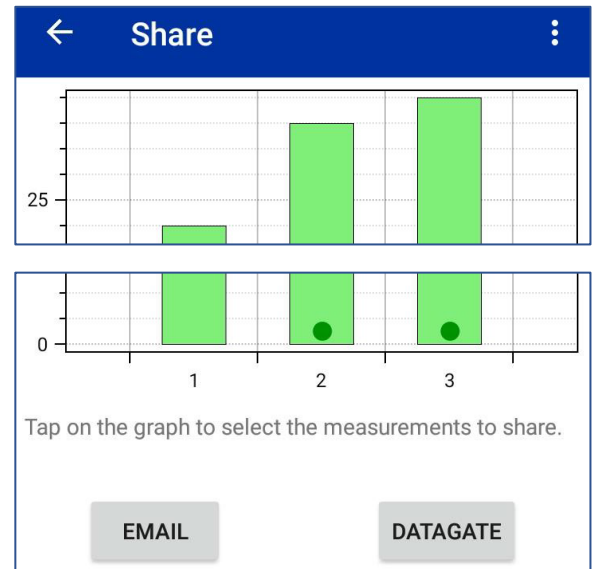 Share
25
0
1 2 3
Tap on the graph to select the measurements to share.
EMAIL DATAGATE